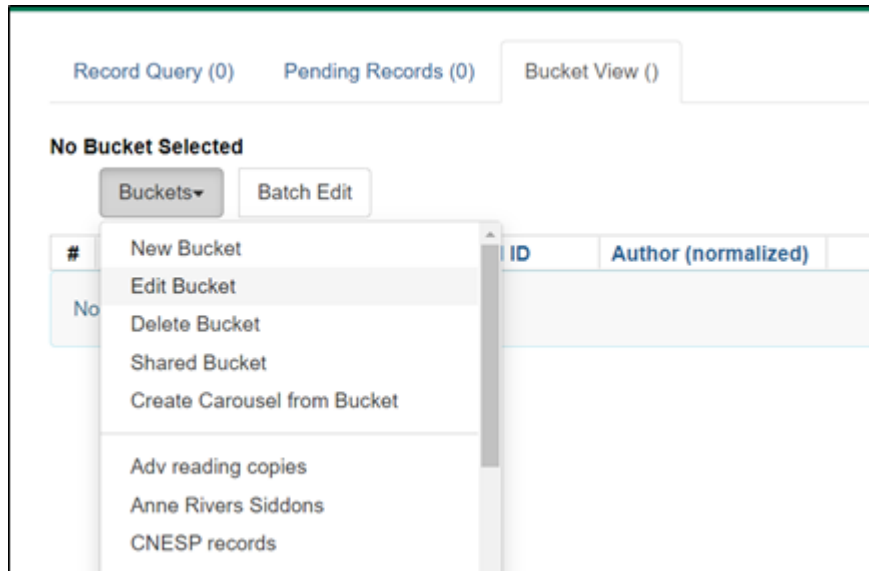 Record Query (0) Pending Records (0) Bucket View ()
No Bucket Selected
Buckets Batch Edit
# ID Author (normalized)
No
New Bucket
Edit Bucket
Delete Bucket
Shared Bucket
Create Carousel from Bucket
Adv reading copies
Anne Rivers Siddons
CNESP records